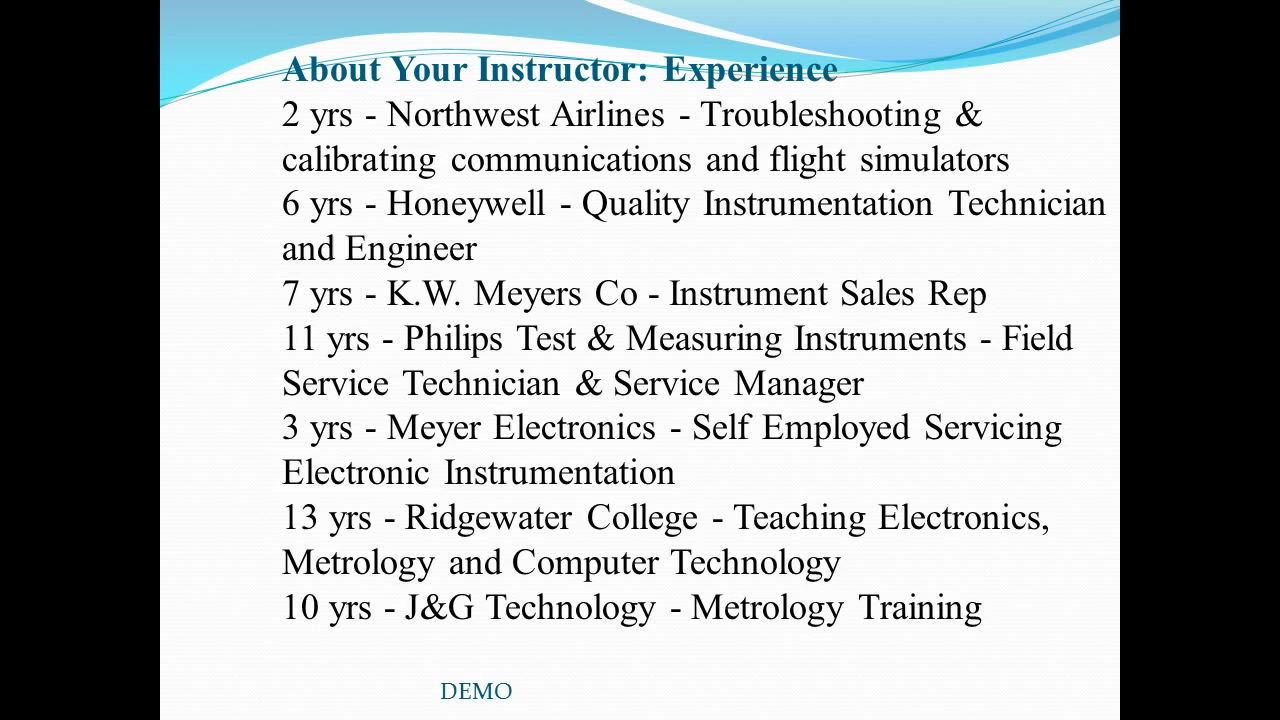 About Your Instructor: Experience
2 yrs - Northwest Airlines - Troubleshooting &
calibrating communications and flight simulators
6 yrs - Honeywell - Quality Instrumentation Technician
and Engineer
7 yrs - K.W. Meyers Co - Instrument Sales Rep
11 yrs - Philips Test & Measuring Instruments - Field
Service Technician & Service Manager
3 yrs - Meyer Electronics - Self Employed Servicing
Electronic Instrumentation
13 yrs - Ridgewater College - Teaching Electronics,
Metrology and Computer Technology
10 yrs - J&G Technology - Metrology Training
DEMO